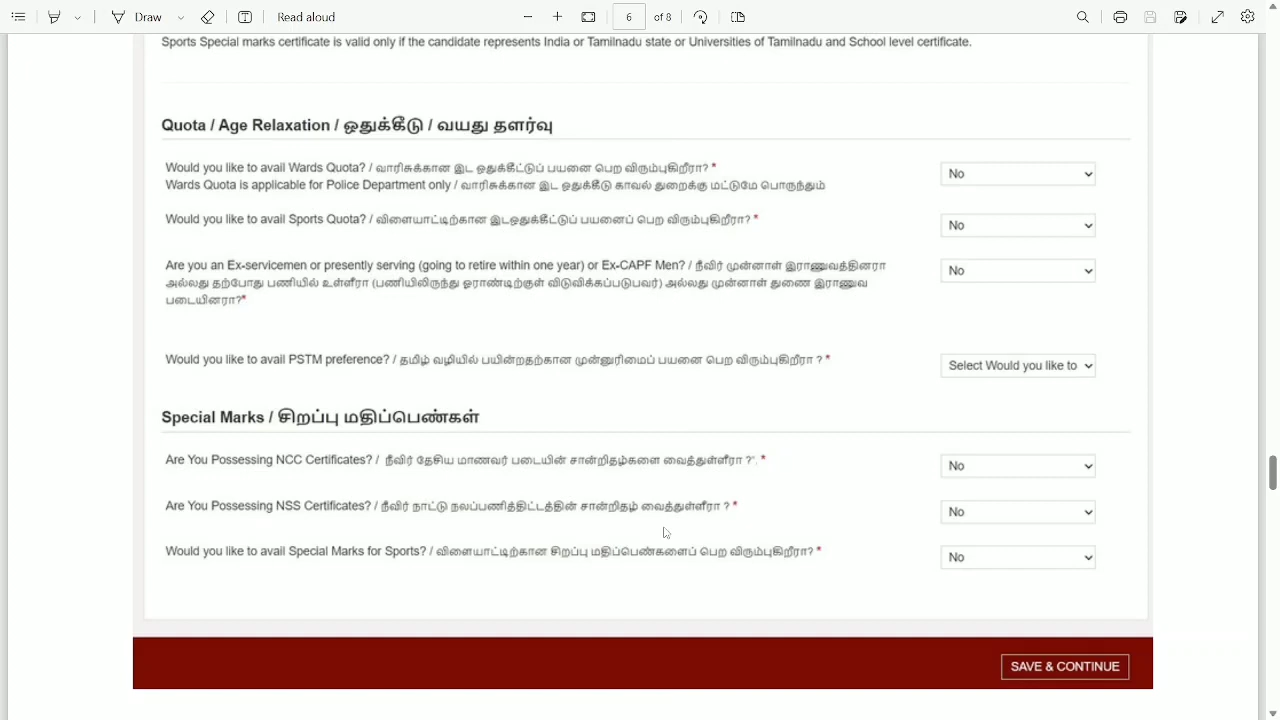 Draw
Read aloud
6
of 8
Sports Special marks certificate is valid only if the candidate represents India or Tamilnadu state or Universities of Tamilnadu and School level certificate.
Quota / Age Relaxation / ஒதுக்கீடு / வயது தளர்வு
Would you like to avail Wards Quota? / வாரிசுக்கான இட ஒதுக்கீட்டுப் பயனை பெற விரும்புகிறீரா? *
No
Wards Quota is applicable for Police Department only / வாரிசுக்கான இட ஒதுக்கீடு காவல் துறைக்கு மட்டுமே பொருந்தும்
Would you like to avail Sports Quota? / விளையாட்டிற்கான இடஒதுக்கீட்டுப் பயனைப் பெற விரும்புகிறீரா? *
No
Are you an Ex-servicemen or presently serving (going to retire within one year) or Ex-CAPF Men? / நீவிர் முன்னாள் இராணுவத்தினரா
No
அல்லது தற்போது பணியில் உள்ளீரா (பணியிலிருந்து ஓராண்டிற்குள் விடுவிக்கப்படுபவர்) அல்லது முன்னாள் துணை இராணுவ
படையினரா?*
Would you like to avail PSTM preference? / தமிழ் வழியில் பயின்றதற்கான முன்னுரிமைப் பயனை பெற விரும்புகிறீரா ? *
Select Would you like to
Special Marks / சிறப்பு மதிப்பெண்கள்
Are You Possessing NCC Certificates? / நீவிர் தேசிய மாணவர் படையின் சான்றிதழ்களை வைத்துள்ளீரா ?". *
No
Are You Possessing NSS Certificates? / நீவிர் நாட்டு நலப்பணித்திட்டத்தின் சான்றிதழ் வைத்துள்ளீரா ? *
No
Would you like to avail Special Marks for Sports? / விளையாட்டிற்கான சிறப்பு மதிப்பெண்களைப் பெற விரும்புகிறீரா? *
No
SAVE & CONTINUE